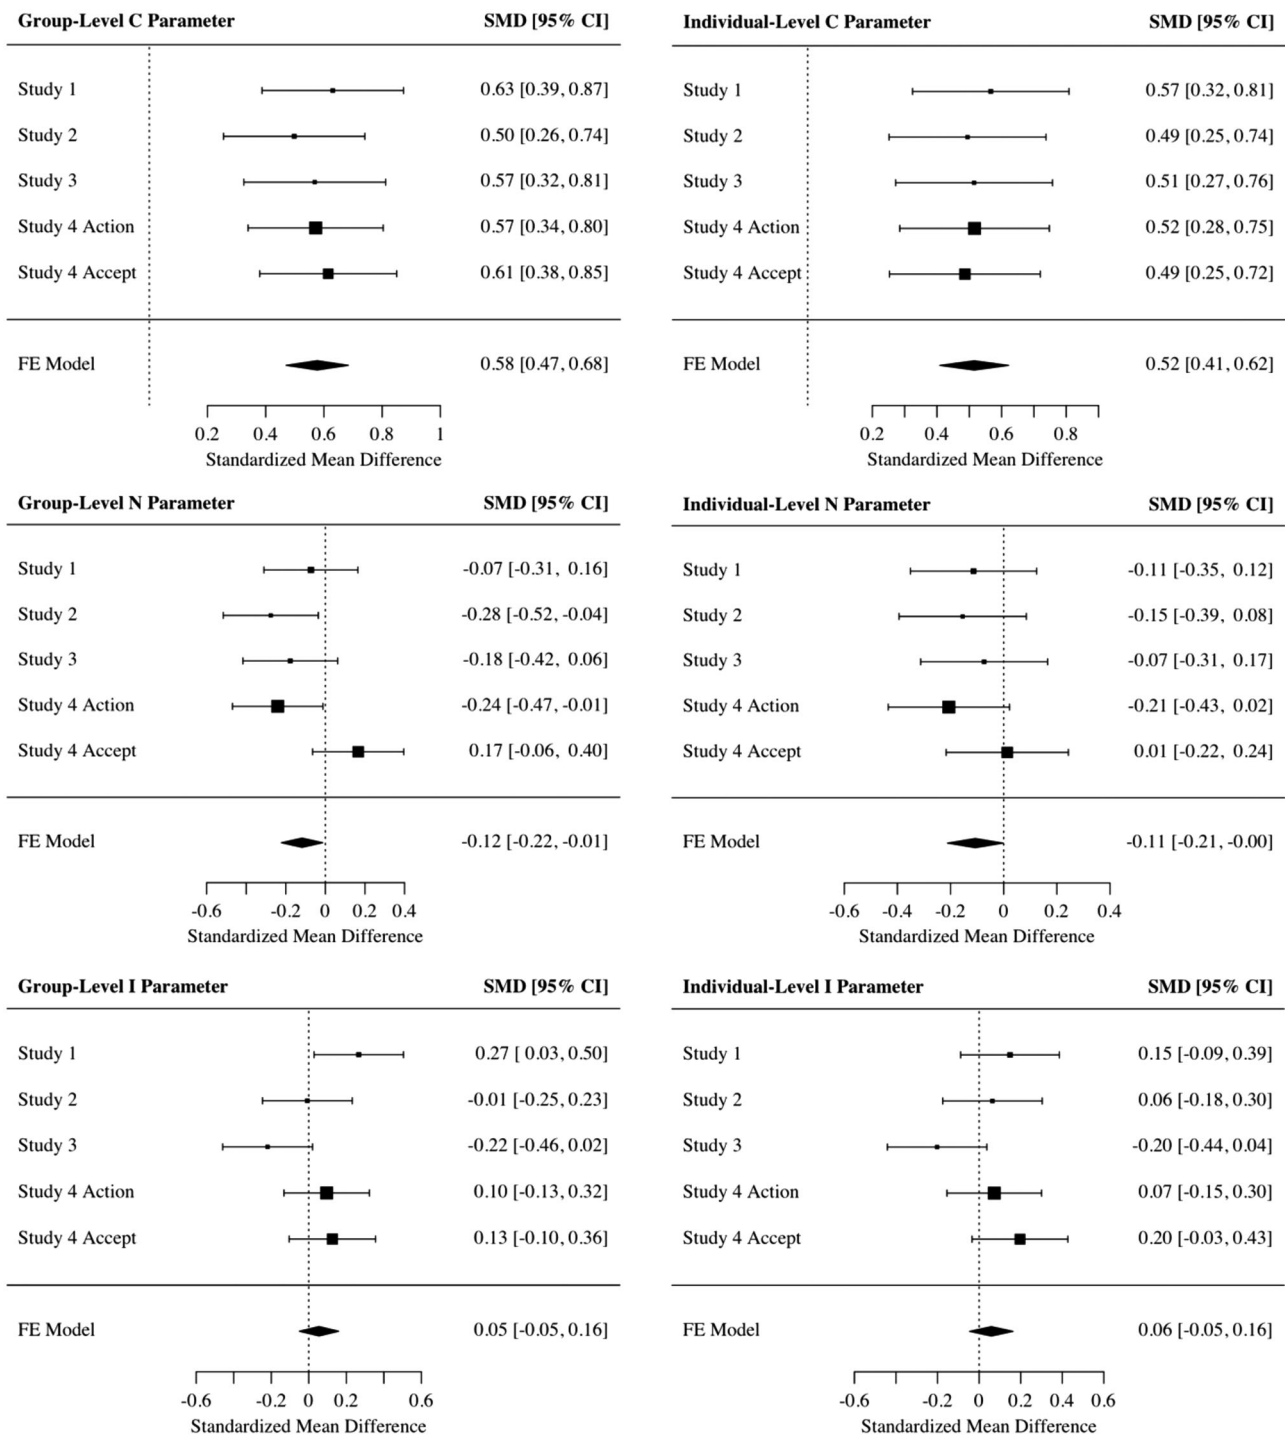 Group-Level C Parameter SMD [95% CI]
Study 1 0.63 [0.39, 0.87]
Study 2 0.50 [0.26, 0.74]
Study 3 0.57 [0.32, 0.81]
Study 4 Action 0.57 [0.34, 0.80]
Study 4 Accept 0.61 [0.38, 0.85]
FE Model 0.58 [0.47, 0.68]
0.2 0.4 0.6 0.8 1
Standardized Mean Difference
Individual-Level C Parameter SMD [95% CI]
Study 1 0.57 [0.32, 0.81]
Study 2 0.49 [0.25, 0.74]
Study 3 0.51 [0.27, 0.76]
Study 4 Action 0.52 [0.28, 0.75]
Study 4 Accept 0.49 [0.25, 0.72]
FE Model 0.52 [0.41, 0.62]
0.2 0.4 0.6 0.8
Standardized Mean Difference
Group-Level N Parameter SMD [95% CI]
Study 1 -0.07 [-0.31, 0.16]
Study 2 -0.28 [-0.52, -0.04]
Study 3 -0.18 [-0.42, 0.06]
Study 4 Action -0.24 [-0.47, -0.01]
Study 4 Accept 0.17 [-0.06, 0.40]
FE Model -0.12 [-0.22, -0.01]
-0.6 -0.2 0 0.2 0.4
Standardized Mean Difference
Individual-Level N Parameter SMD [95% CI]
Study 1 -0.11 [-0.35, 0.12]
Study 2 -0.15 [-0.39, 0.08]
Study 3 -0.07 [-0.31, 0.17]
Study 4 Action -0.21 [-0.43, 0.02]
Study 4 Accept 0.01 [-0.22, 0.24]
FE Model -0.11 [-0.21, -0.00]
-0.6 -0.4 -0.2 0 0.2 0.4
Standardized Mean Difference
Group-Level I Parameter SMD [95% CI]
Study 1 0.27 [ 0.03, 0.50]
Study 2 -0.01 [-0.25, 0.23]
Study 3 -0.22 [-0.46, 0.02]
Study 4 Action 0.10 [-0.13, 0.32]
Study 4 Accept 0.13 [-0.10, 0.36]
FE Model 0.05 [-0.05, 0.16]
-0.6 -0.2 0 0.2 0.6
Standardized Mean Difference
Individual-Level I Parameter SMD [95% CI]
Study 1 0.15 [-0.09, 0.39]
Study 2 0.06 [-0.18, 0.30]
Study 3 -0.20 [-0.44, 0.04]
Study 4 Action 0.07 [-0.15, 0.30]
Study 4 Accept 0.20 [-0.03, 0.43]
FE Model 0.06 [-0.05, 0.16]
-0.6 -0.2 0 0.2 0.4 0.6
Standardized Mean Difference